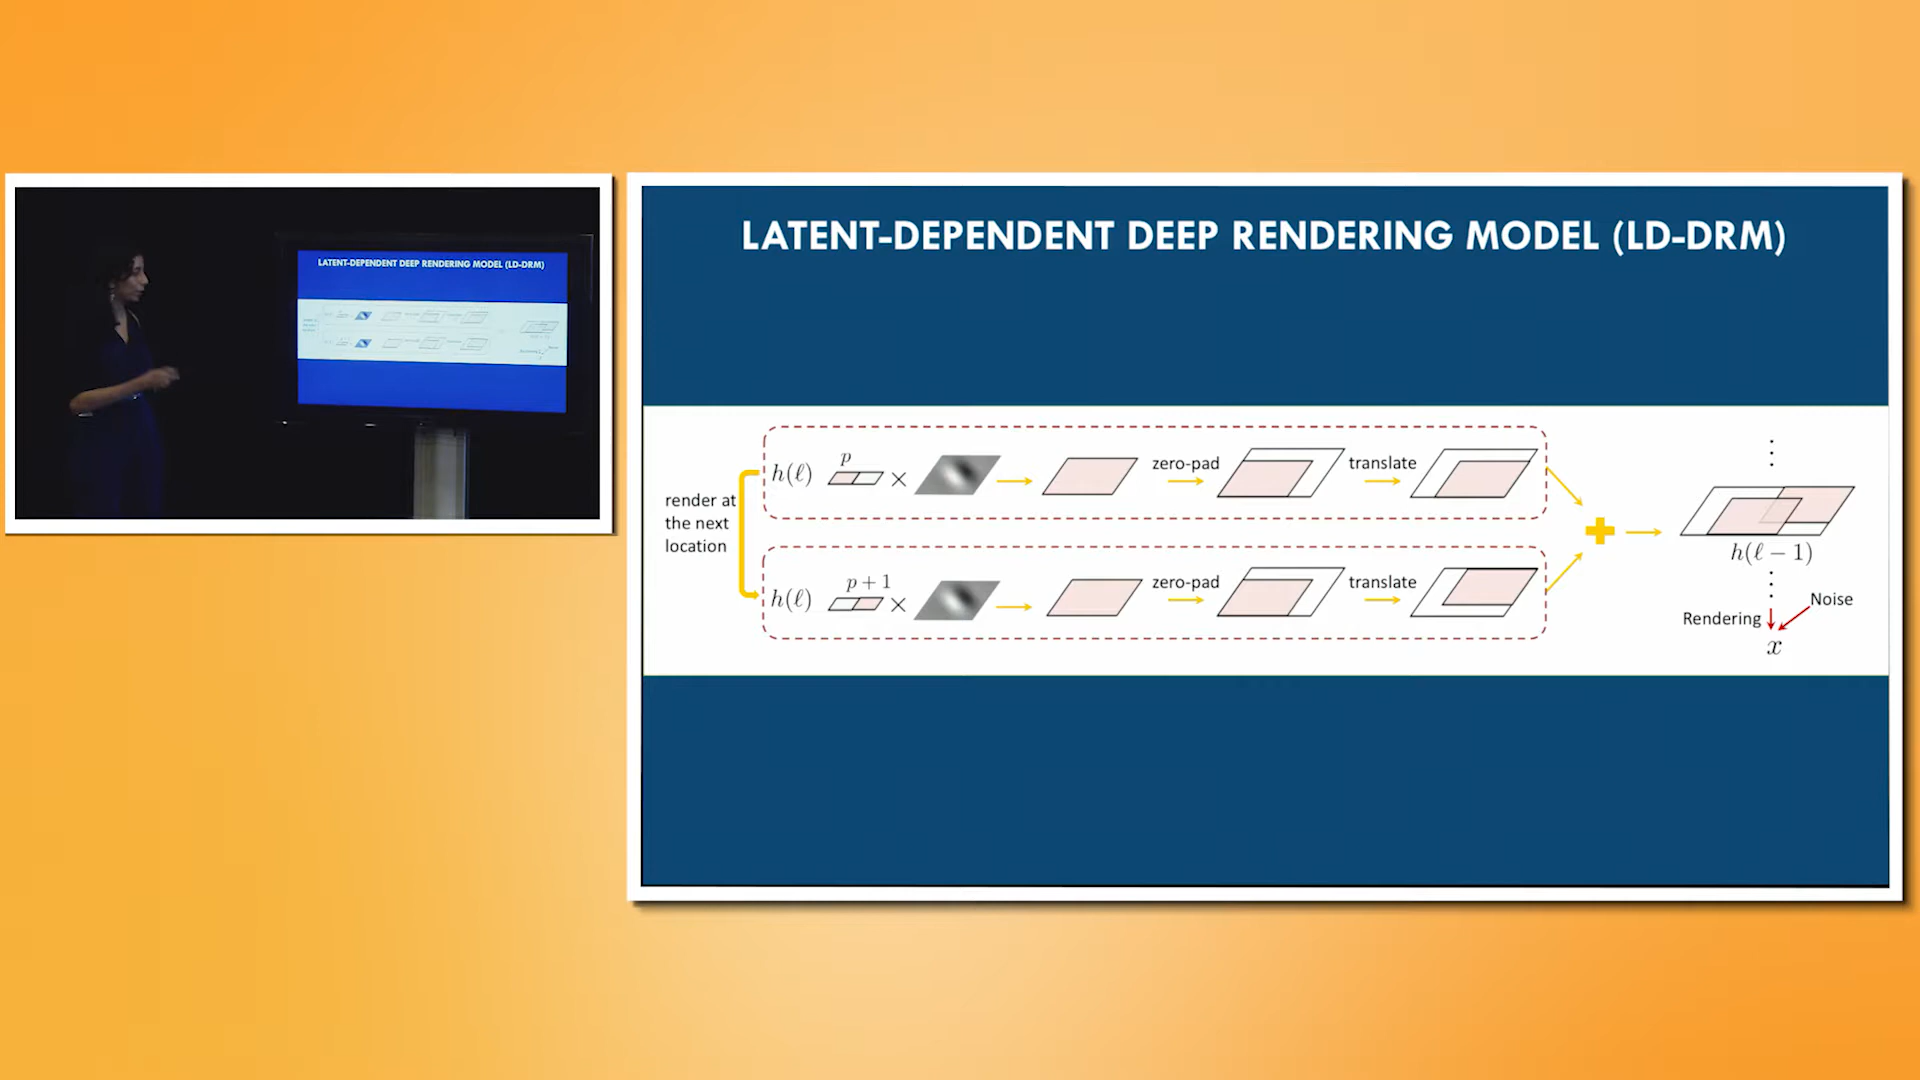 LATENT-DEPENDENT DEEP RENDERING MODEL (LD-DRM)
LATENT-DEPENDENT DEEP RENDERING MODEL (LD-DRM)
render at
the next
location
h(ℓ) p × zero-pad translate
h(ℓ) p + 1 × zero-pad translate
h(ℓ − 1)
Noise
Rendering
x